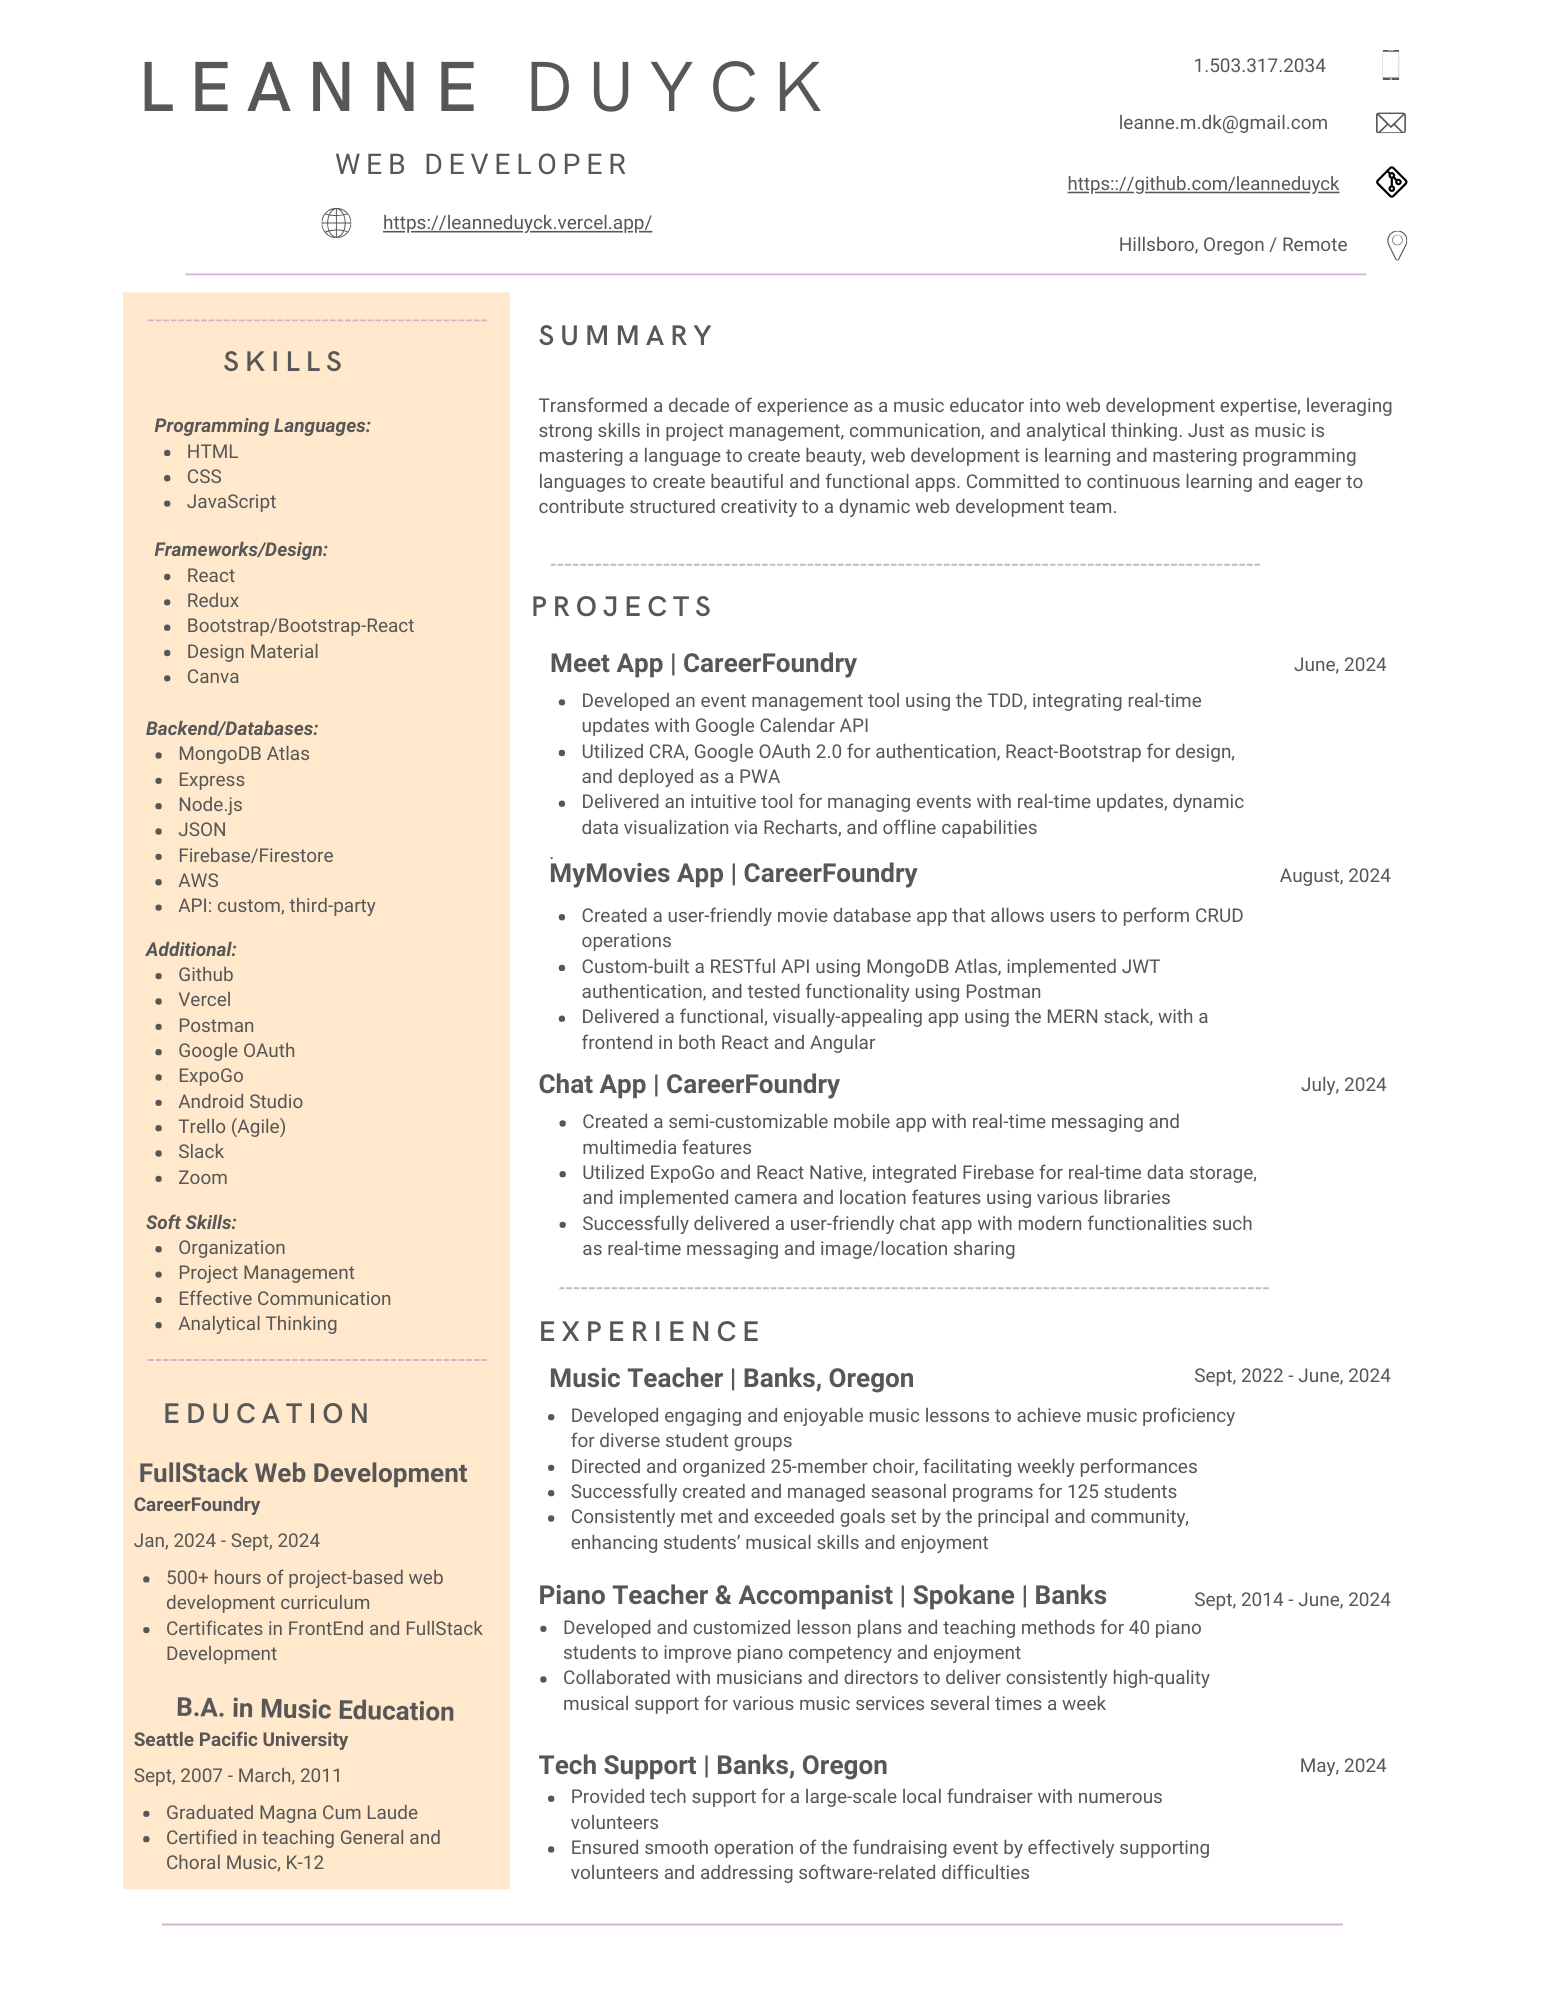 LEANNE DUYCK
WEB DEVELOPER
https://leanneduyck.vercel.app/
1.503.317.2034
leanne.m.dk@gmail.com
https:://github.com/leanneduyck
Hillsboro, Oregon / Remote
SKILLS
Programming Languages:
• HTML
• CSS
• JavaScript
Frameworks/Design:
• React
• Redux
• Bootstrap/Bootstrap-React
• Design Material
• Canva
Backend/Databases:
• MongoDB Atlas
• Express
• Node.js
• JSON
• Firebase/Firestore
• AWS
• API: custom, third-party
Additional:
• Github
• Vercel
• Postman
• Google OAuth
• ExpoGo
• Android Studio
• Trello (Agile)
• Slack
• Zoom
Soft Skills:
• Organization
• Project Management
• Effective Communication
• Analytical Thinking
EDUCATION
FullStack Web Development
CareerFoundry
Jan, 2024 - Sept, 2024
• 500+ hours of project-based web
development curriculum
• Certificates in FrontEnd and FullStack
Development
B.A. in Music Education
Seattle Pacific University
Sept, 2007 - March, 2011
• Graduated Magna Cum Laude
• Certified in teaching General and
Choral Music, K-12
SUMMARY
Transformed a decade of experience as a music educator into web development expertise, leveraging
strong skills in project management, communication, and analytical thinking. Just as music is
mastering a language to create beauty, web development is learning and mastering programming
languages to create beautiful and functional apps. Committed to continuous learning and eager to
contribute structured creativity to a dynamic web development team.
PROJECTS
Meet App | CareerFoundry June, 2024
• Developed an event management tool using the TDD, integrating real-time
updates with Google Calendar API
• Utilized CRA, Google OAuth 2.0 for authentication, React-Bootstrap for design,
and deployed as a PWA
• Delivered an intuitive tool for managing events with real-time updates, dynamic
data visualization via Recharts, and offline capabilities
.
MyMovies App | CareerFoundry August, 2024
• Created a user-friendly movie database app that allows users to perform CRUD
operations
• Custom-built a RESTful API using MongoDB Atlas, implemented JWT
authentication, and tested functionality using Postman
• Delivered a functional, visually-appealing app using the MERN stack, with a
frontend in both React and Angular
Chat App | CareerFoundry July, 2024
• Created a semi-customizable mobile app with real-time messaging and
multimedia features
• Utilized ExpoGo and React Native, integrated Firebase for real-time data storage,
and implemented camera and location features using various libraries
• Successfully delivered a user-friendly chat app with modern functionalities such
as real-time messaging and image/location sharing
EXPERIENCE
Music Teacher | Banks, Oregon Sept, 2022 - June, 2024
• Developed engaging and enjoyable music lessons to achieve music proficiency
for diverse student groups
• Directed and organized 25-member choir, facilitating weekly performances
• Successfully created and managed seasonal programs for 125 students
• Consistently met and exceeded goals set by the principal and community,
enhancing students’ musical skills and enjoyment
Piano Teacher & Accompanist | Spokane | Banks Sept, 2014 - June, 2024
• Developed and customized lesson plans and teaching methods for 40 piano
students to improve piano competency and enjoyment
• Collaborated with musicians and directors to deliver consistently high-quality
musical support for various music services several times a week
Tech Support | Banks, Oregon May, 2024
• Provided tech support for a large-scale local fundraiser with numerous
volunteers
• Ensured smooth operation of the fundraising event by effectively supporting
volunteers and addressing software-related difficulties